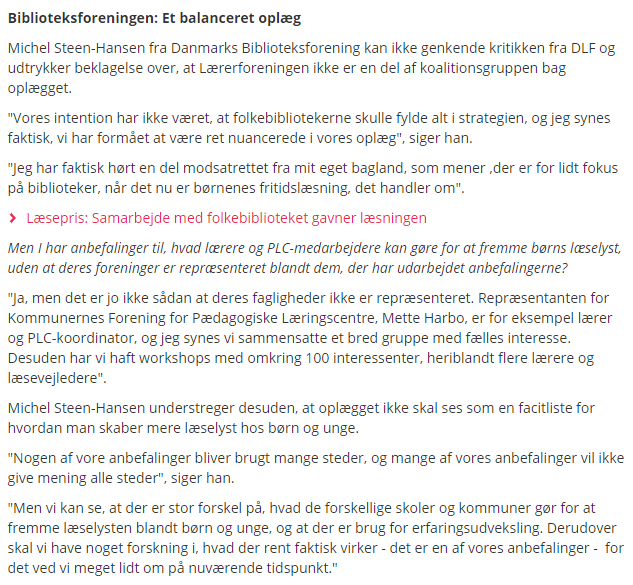 Biblioteksforeningen: Et balanceret oplæg
Michel Steen-Hansen fra Danmarks Biblioteksforening kan ikke genkende kritikken fra DLF og
udtrykker beklagelse over, at Lærerforeningen ikke er en del af koalitionsgruppen bag
oplægget.
"Vores intention har ikke været, at folkebibliotekerne skulle fylde alt i strategien, og jeg synes
faktisk, vi har formået at være ret nuancerede i vores oplæg", siger han.
"Jeg har faktisk hørt en del modsatrettet fra mit eget bagland, som mener ,der er for lidt fokus
på biblioteker, når det nu er børnenes fritidslæsning, det handler om".
Læsepris: Samarbejde med folkebiblioteket gavner læsningen
Men I har anbefalinger til, hvad lærere og PLC-medarbejdere kan gøre for at fremme børns læselyst,
uden at deres foreninger er repræsenteret blandt dem, der har udarbejdet anbefalingerne?
"Ja, men det er jo ikke sådan at deres fagligheder ikke er repræsenteret. Repræsentanten for
Kommunernes Forening for Pædagogiske Læringscentre, Mette Harbo, er for eksempel lærer
og PLC-koordinator, og jeg synes vi sammensatte et bred gruppe med fælles interesse.
Desuden har vi haft workshops med omkring 100 interessenter, heriblandt flere lærere og
læsevejledere".
Michel Steen-Hansen understreger desuden, at oplægget ikke skal ses som en facitliste for
hvordan man skaber mere læselyst hos børn og unge.
"Nogen af vore anbefalinger bliver brugt mange steder, og mange af vores anbefalinger vil ikke
give mening alle steder", siger han.
"Men vi kan se, at der er stor forskel på, hvad de forskellige skoler og kommuner gør for at
fremme læselysten blandt børn og unge, og at der er brug for erfaringsudveksling. Derudover
skal vi have noget forskning i, hvad der rent faktisk virker - det er en af vores anbefalinger - for
det ved vi meget lidt om på nuværende tidspunkt."